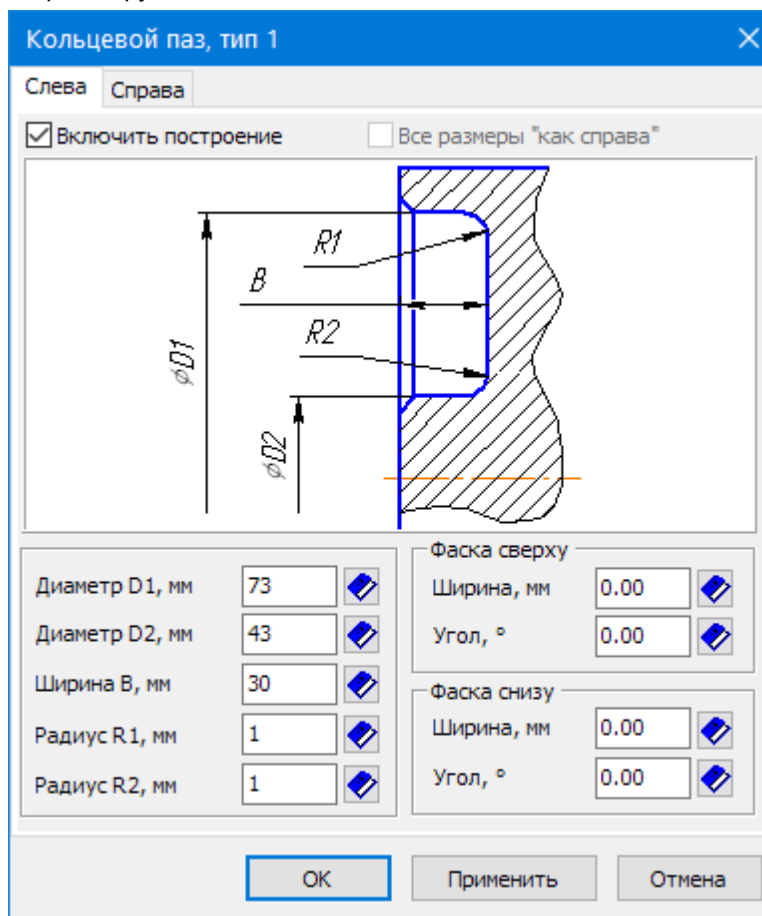 Кольцевой паз, тип 1
Слева Справа
Включить построение Все размеры "как справа"
R1
B
R2
⌀D1
⌀D2
Диаметр D1, мм 73
Диаметр D2, мм 43
Ширина B, мм 30
Радиус R1, мм 1
Радиус R2, мм 1
Фаска сверху
Ширина, мм 0.00
Угол, ° 0.00
Фаска снизу
Ширина, мм 0.00
Угол, ° 0.00
OK Применить Отмена